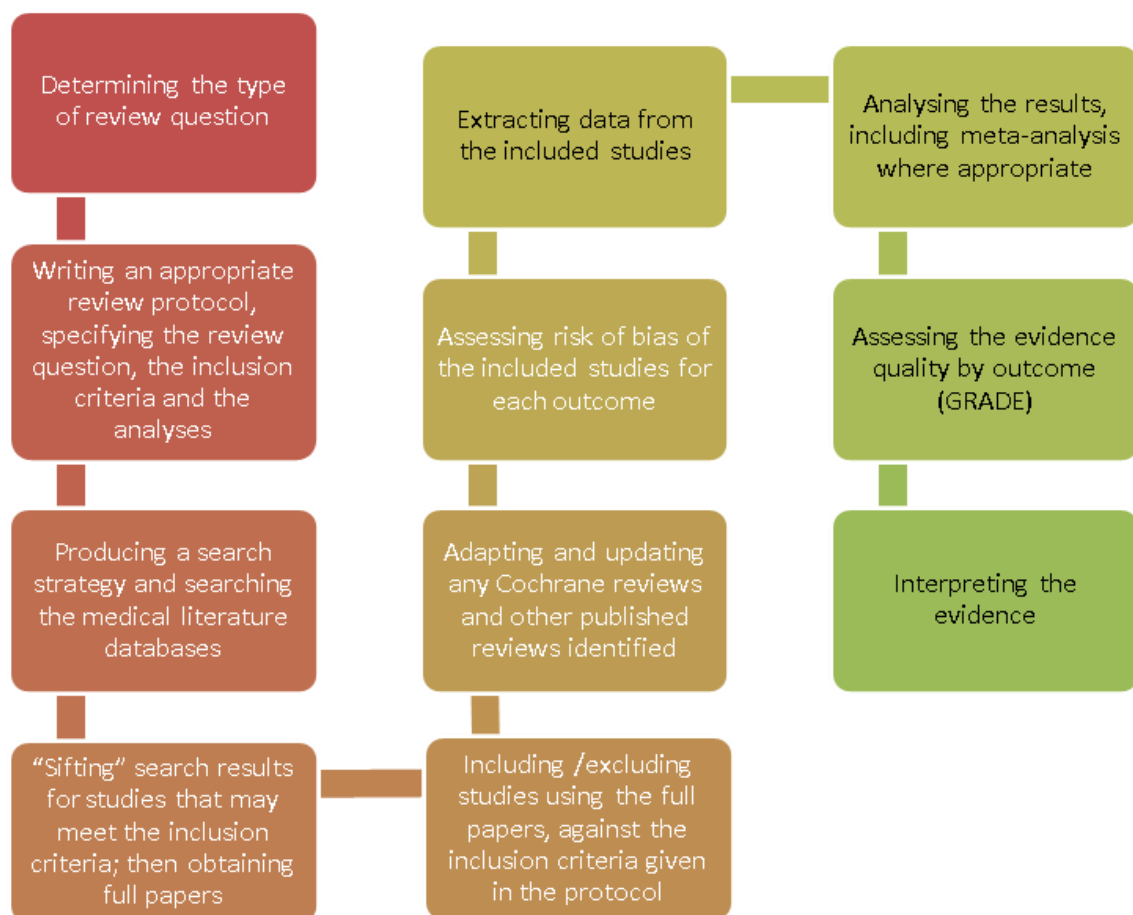 Determining the type
of review question
Writing an appropriate
review protocol,
specifying the review
question, the inclusion
criteria and the
analyses
Producing a search
strategy and searching
the medical literature
databases
“Sifting” search results
for studies that may
meet the inclusion
criteria; then obtaining
full papers
Including /excluding
studies using the full
papers, against the
inclusion criteria given
in the protocol
Adapting and updating
any Cochrane reviews
and other published
reviews identified
Assessing risk of bias of
the included studies for
each outcome
Extracting data from
the included studies
Analysing the results,
including meta-analysis
where appropriate
Assessing the evidence
quality by outcome
(GRADE)
Interpreting the
evidence